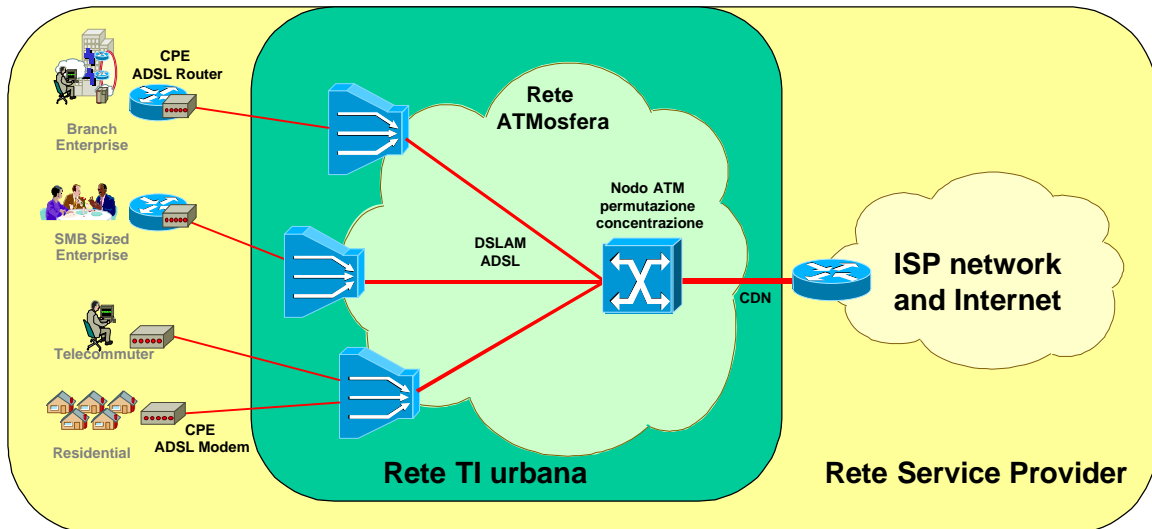 CPE
ADSL Router
Branch
Enterprise
SMB Sized
Enterprise
Telecommuter
Residential
CPE
ADSL Modem
Rete
ATMosfera
Nodo ATM
permutazione
concentrazione
DSLAM
ADSL
CDN
ISP network
and Internet
Rete TI urbana
Rete Service Provider